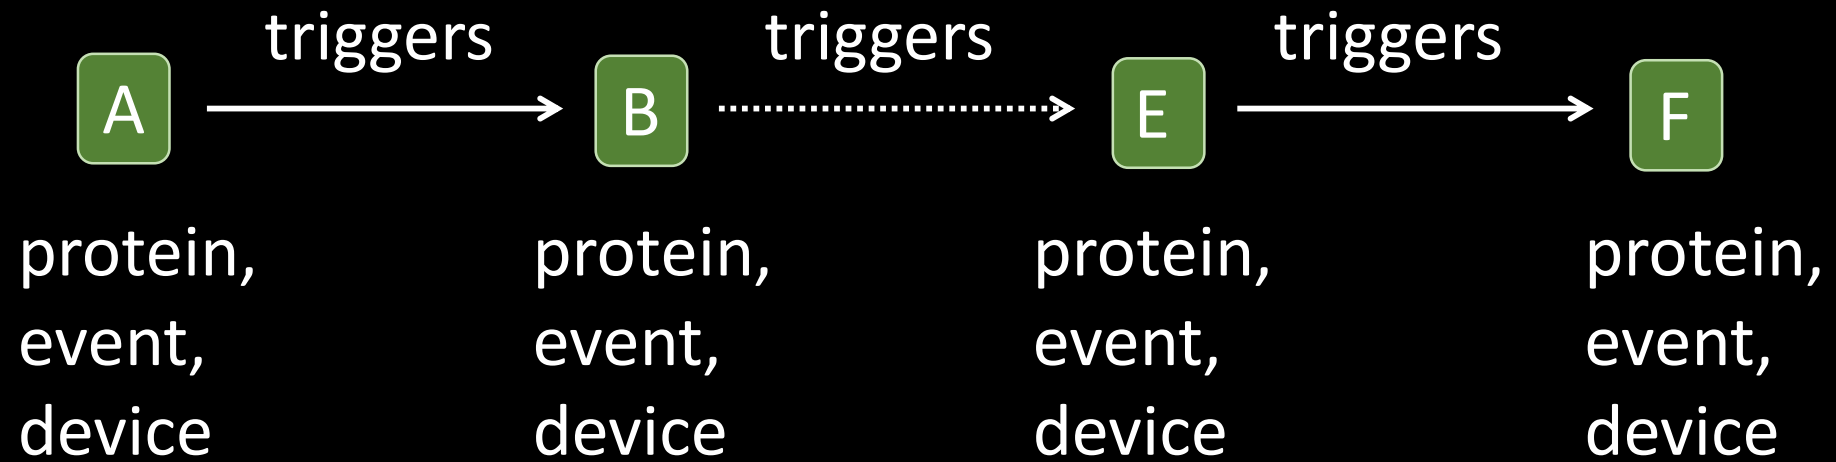 triggers triggers triggers
A B E F
protein, protein, protein, protein,
event, event, event, event,
device device device device